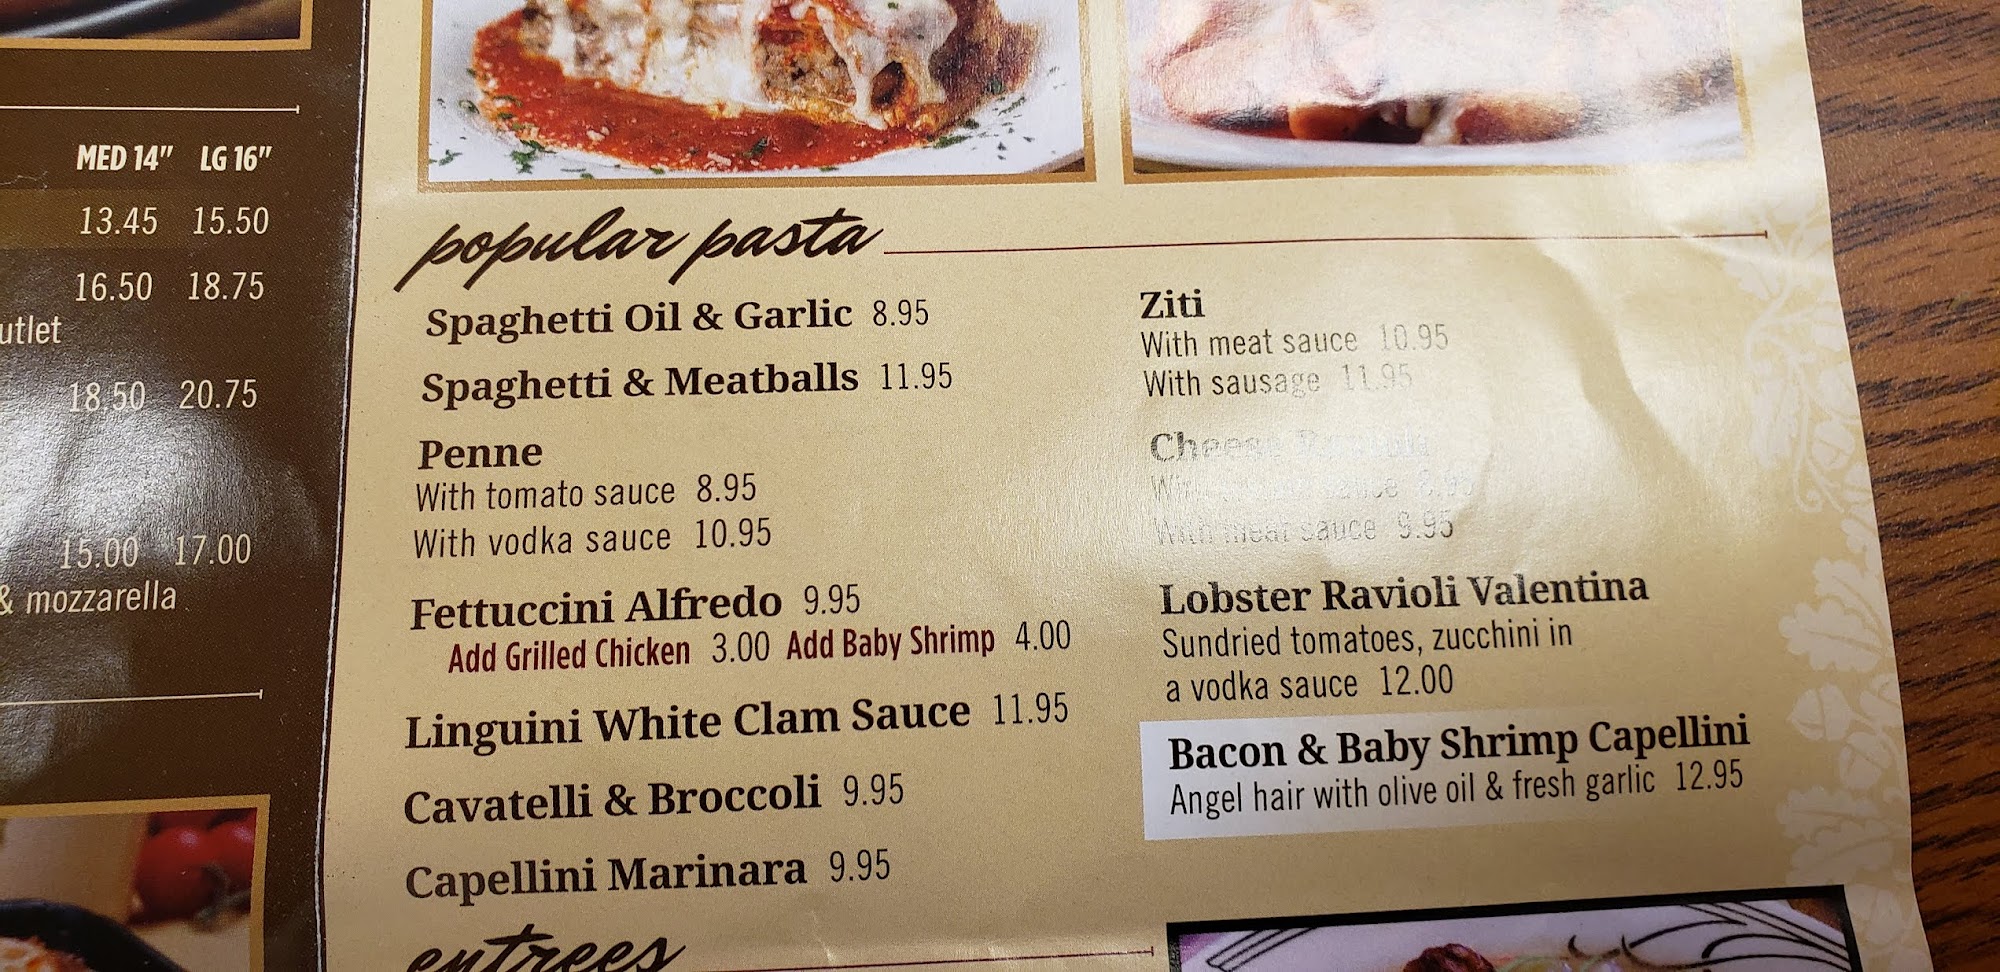 MED 14" LG 16"
13.45 15.50
16.50 18.75
utlet
18.50 20.75
15.00 17.00
& mozzarella
popular pasta
Spaghetti Oil & Garlic 8.95
Spaghetti & Meatballs 11.95
Penne
With tomato sauce 8.95
With vodka sauce 10.95
Fettuccini Alfredo 9.95
Add Grilled Chicken 3.00 Add Baby Shrimp 4.00
Linguini White Clam Sauce 11.95
Cavatelli & Broccoli 9.95
Capellini Marinara 9.95
Ziti
With meat sauce 10.95
With sausage 11.95
Cheese Ravioli
With sauce
With meat sauce 9.95
Lobster Ravioli Valentina
Sundried tomatoes, zucchini in
a vodka sauce 12.00
Bacon & Baby Shrimp Capellini
Angel hair with olive oil & fresh garlic 12.95
entrees